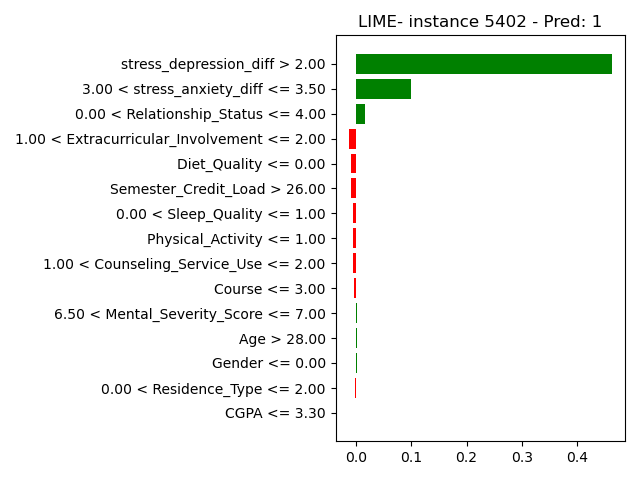 LIME- instance 5402 - Pred: 1
stress_depression_diff > 2.00
3.00 < stress_anxiety_diff <= 3.50
0.00 < Relationship_Status <= 4.00
1.00 < Extracurricular_Involvement <= 2.00
Diet_Quality <= 0.00
Semester_Credit_Load > 26.00
0.00 < Sleep_Quality <= 1.00
Physical_Activity <= 1.00
1.00 < Counseling_Service_Use <= 2.00
Course <= 3.00
6.50 < Mental_Severity_Score <= 7.00
Age > 28.00
Gender <= 0.00
0.00 < Residence_Type <= 2.00
CGPA <= 3.30
0.0 0.1 0.2 0.3 0.4